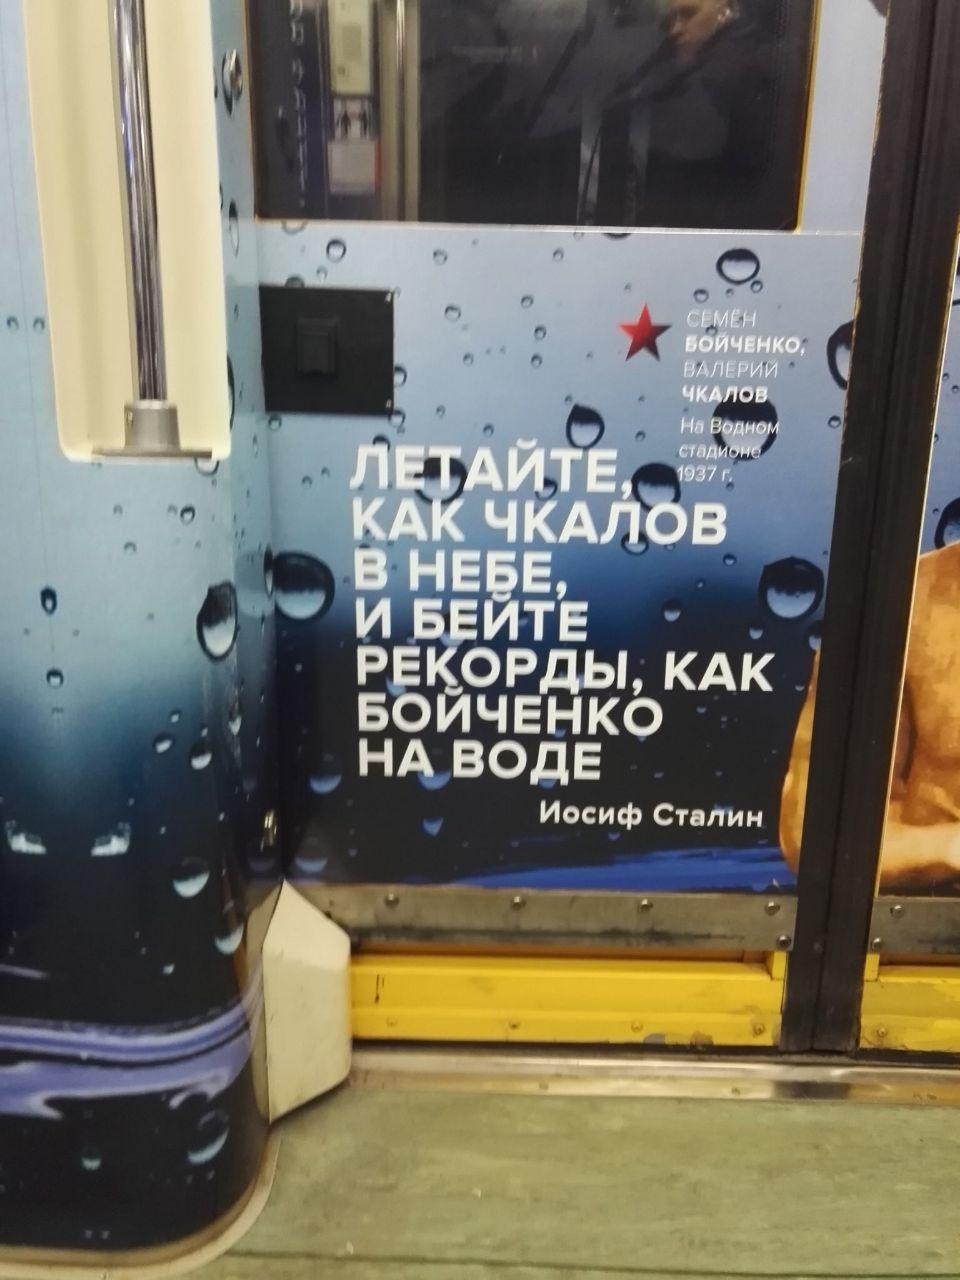 СЕМЁН
БОЙЧЕНКО,
ВАЛЕРИЙ
ЧКАЛОВ
На Водном
стадионе
1937 г.
ЛЕТАЙТЕ,
КАК ЧКАЛОВ
В НЕБЕ,
И БЕЙТЕ
РЕКОРДЫ, КАК
БОЙЧЕНКО
НА ВОДЕ
Иосиф Сталин